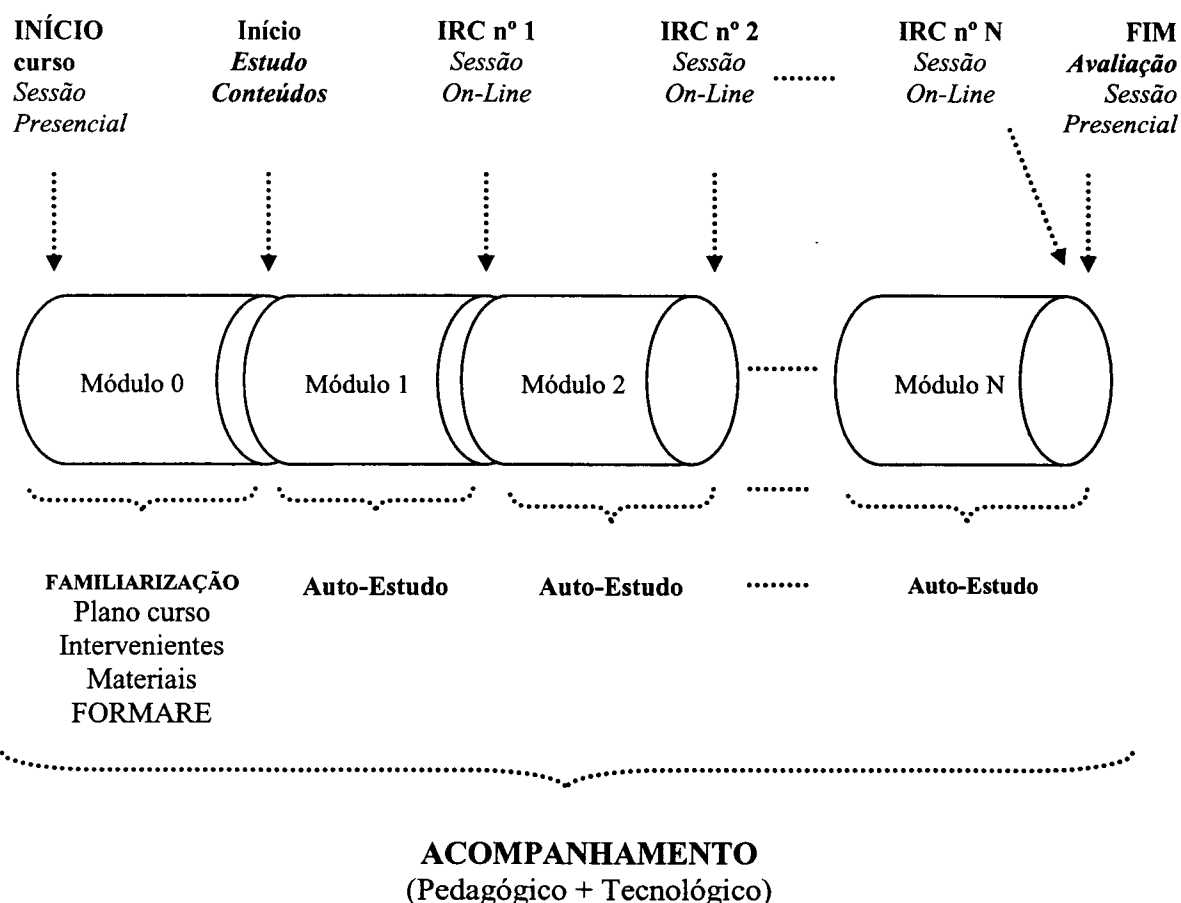 INÍCIO
curso
Sessão
Presencial
Início
Estudo
Conteúdos
IRC nº 1
Sessão
On-Line
IRC nº 2
Sessão
On-Line
........
IRC nº N
Sessão
On-Line
FIM
Avaliação
Sessão
Presencial
Módulo 0
Módulo 1
Módulo 2
Módulo N
FAMILIARIZAÇÃO
Plano curso
Intervenientes
Materiais
FORMARE
Auto-Estudo
Auto-Estudo
........
Auto-Estudo
ACOMPANHAMENTO
(Pedagógico + Tecnológico)